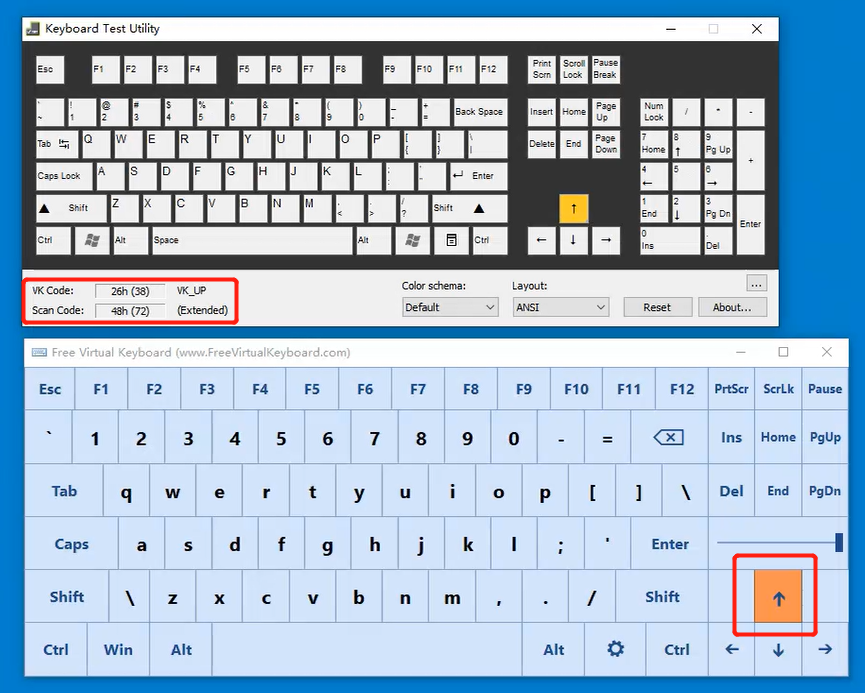 Keyboard Test Utility
Esc F1 F2 F3 F4 F5 F6 F7 F8 F9 F10 F11 F12 Print Scrn Scroll Lock Pause Break
` ~ ! 1 @ 2 # 3 $ 4 % 5 ^ 6 & 7 * 8 ( 9 ) 0 _ - + = Back Space Insert Home Page Up Num Lock / * -
Tab Q W E R T Y U I O P [ { ] } \ | Delete End Page Down 7 Home 8 ↑ 9 Pg Up +
Caps Lock A S D F G H J K L ; : ' Enter 4 ← 5 6 →
Shift Z X C V B N M , < . > / ? Shift ↑ 1 End 2 ↓ 3 Pg Dn Enter
Ctrl Alt Space Alt Ctrl ← ↓ → 0 Ins . Del
VK Code: 26h (38) VK_UP Color schema: Layout: ...
Scan Code: 48h (72) (Extended) Default ANSI Reset About...
Free Virtual Keyboard (www.FreeVirtualKeyboard.com)
Esc F1 F2 F3 F4 F5 F6 F7 F8 F9 F10 F11 F12 PrtScr ScrLk Pause
` 1 2 3 4 5 6 7 8 9 0 - = Ins Home PgUp
Tab q w e r t y u i o p [ ] \ Del End PgDn
Caps a s d f g h j k l ; ' Enter
Shift \ z x c v b n m , . / Shift ↑
Ctrl Win Alt Alt Ctrl ← ↓ →